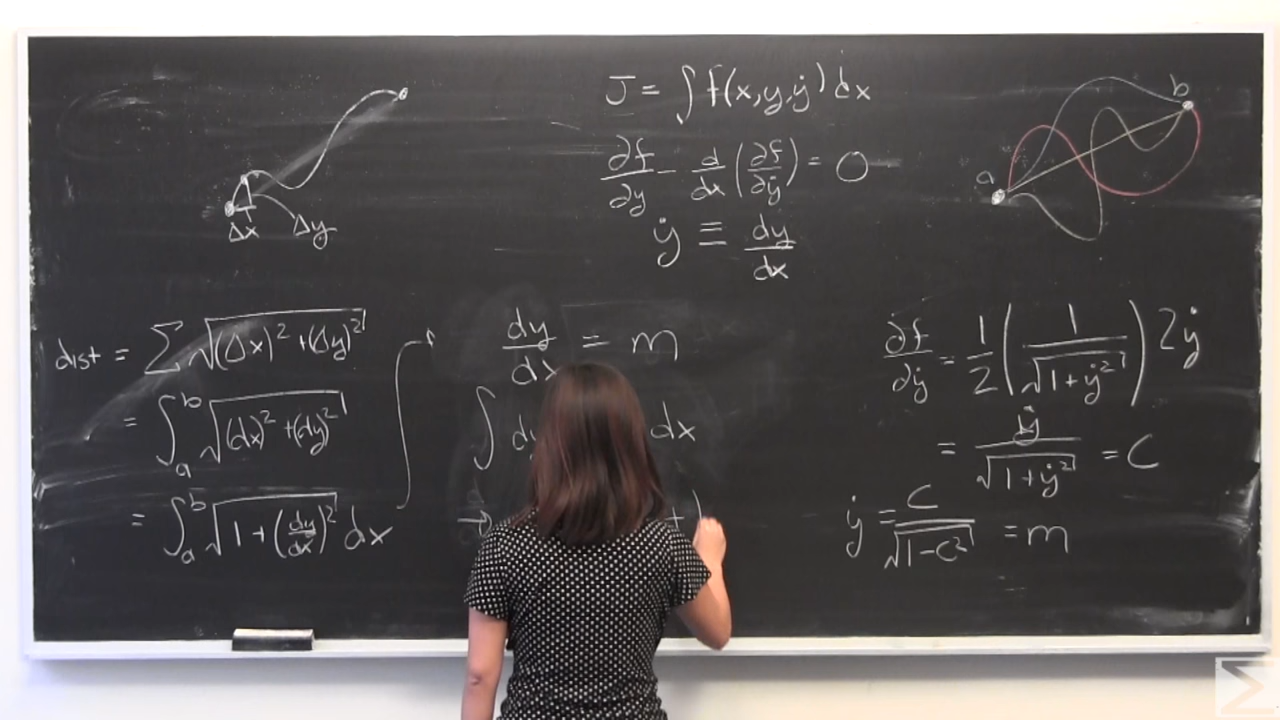 Δx Δy
J = ∫ f(x, y, ẏ) dx
∂f/∂y - d/dx (∂f/∂ẏ) = 0
ẏ ≡ dy/dx
a b
dist = Σ √((Δx)² + (Δy)²)
= ∫ₐᵇ √((dx)² + (dy)²)
= ∫ₐᵇ √(1 + (dy/dx)²) dx
dy/dx = m
∫ dy dx
+
∂f/∂ẏ = 1/2 (1/√(1+ẏ²)) 2ẏ
= ẏ/√(1+ẏ²) = C
ẏ = C/√(1-C²) = m